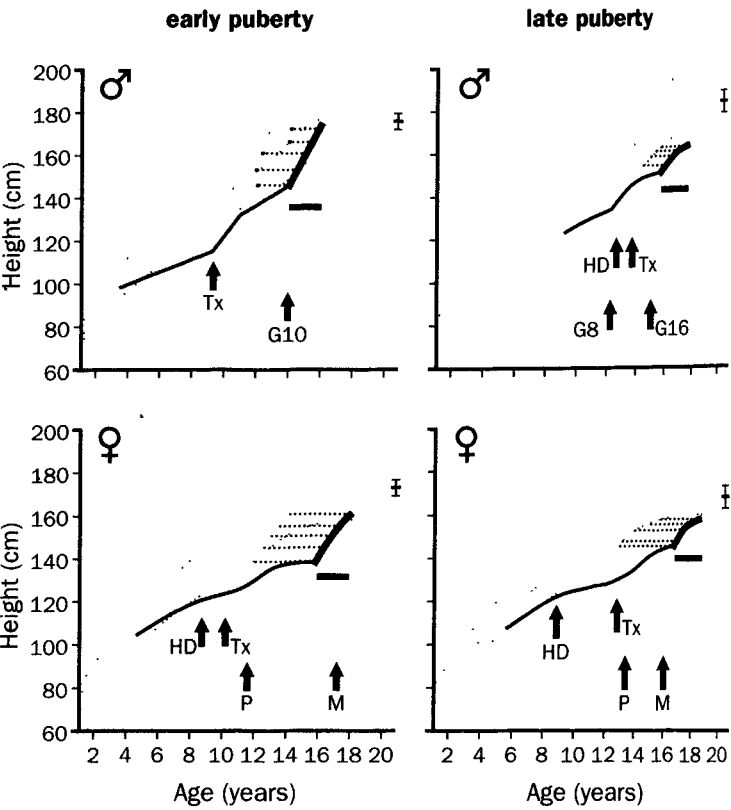 early puberty
late puberty
♂
♂
200
180
160
140
120
100
80
60
Height (cm)
Tx
G10
HD
Tx
G8
G16
♀
♀
200
180
160
140
120
100
80
60
Height (cm)
HD
Tx
P
M
HD
Tx
P
M
2 4 6 8 10 12 14 16 18 20
2 4 6 8 10 12 14 16 18 20
Age (years)
Age (years)